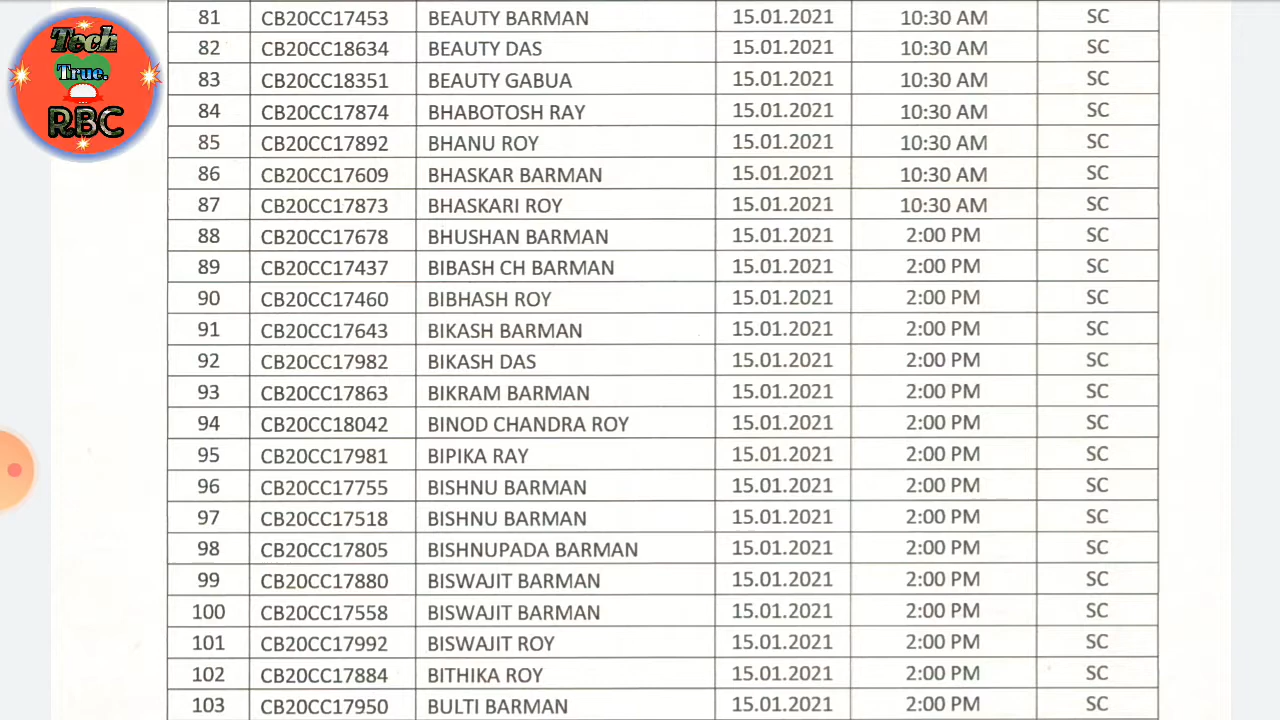 Tech
True.
RBC
81 CB20CC17453 BEAUTY BARMAN 15.01.2021 10:30 AM SC
82 CB20CC18634 BEAUTY DAS 15.01.2021 10:30 AM SC
83 CB20CC18351 BEAUTY GABUA 15.01.2021 10:30 AM SC
84 CB20CC17874 BHABOTOSH RAY 15.01.2021 10:30 AM SC
85 CB20CC17892 BHANU ROY 15.01.2021 10:30 AM SC
86 CB20CC17609 BHASKAR BARMAN 15.01.2021 10:30 AM SC
87 CB20CC17873 BHASKARI ROY 15.01.2021 10:30 AM SC
88 CB20CC17678 BHUSHAN BARMAN 15.01.2021 2:00 PM SC
89 CB20CC17437 BIBASH CH BARMAN 15.01.2021 2:00 PM SC
90 CB20CC17460 BIBHASH ROY 15.01.2021 2:00 PM SC
91 CB20CC17643 BIKASH BARMAN 15.01.2021 2:00 PM SC
92 CB20CC17982 BIKASH DAS 15.01.2021 2:00 PM SC
93 CB20CC17863 BIKRAM BARMAN 15.01.2021 2:00 PM SC
94 CB20CC18042 BINOD CHANDRA ROY 15.01.2021 2:00 PM SC
95 CB20CC17981 BIPIKA RAY 15.01.2021 2:00 PM SC
96 CB20CC17755 BISHNU BARMAN 15.01.2021 2:00 PM SC
97 CB20CC17518 BISHNU BARMAN 15.01.2021 2:00 PM SC
98 CB20CC17805 BISHNUPADA BARMAN 15.01.2021 2:00 PM SC
99 CB20CC17880 BISWAJIT BARMAN 15.01.2021 2:00 PM SC
100 CB20CC17558 BISWAJIT BARMAN 15.01.2021 2:00 PM SC
101 CB20CC17992 BISWAJIT ROY 15.01.2021 2:00 PM SC
102 CB20CC17884 BITHIKA ROY 15.01.2021 2:00 PM SC
103 CB20CC17950 BULTI BARMAN 15.01.2021 2:00 PM SC